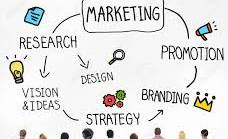 MARKETING
RESEARCH
PROMOTION
DESIGN
VISION
& IDEAS
BRANDING
STRATEGY